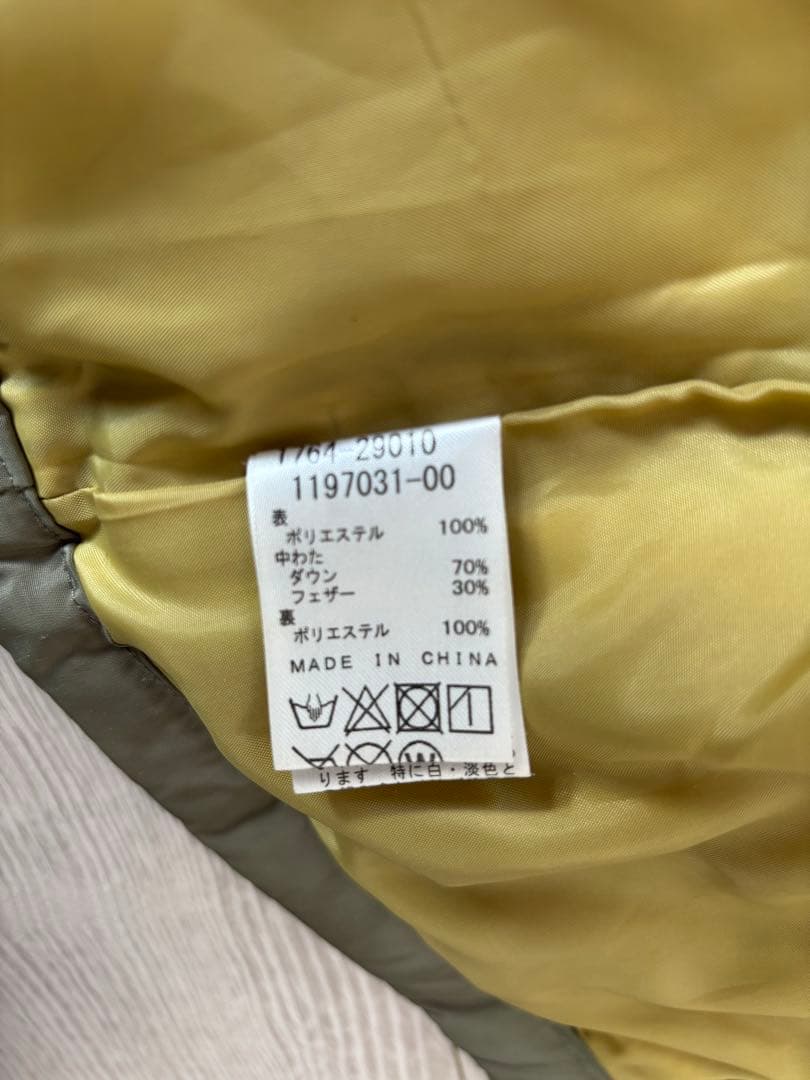 1764-29010
1197031-00
表
ポリエステル 100%
中わた
ダウン 70%
フェザー 30%
裏
ポリエステル 100%
MADE IN CHINA
W
ります 特に白・淡色と